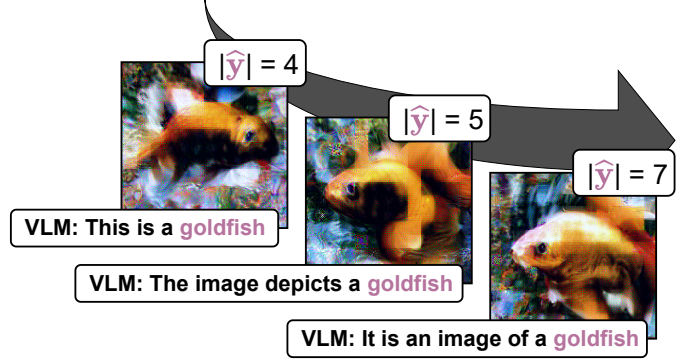 |ŷ| = 4
VLM: This is a goldfish
|ŷ| = 5
VLM: The image depicts a goldfish
|ŷ| = 7
VLM: It is an image of a goldfish